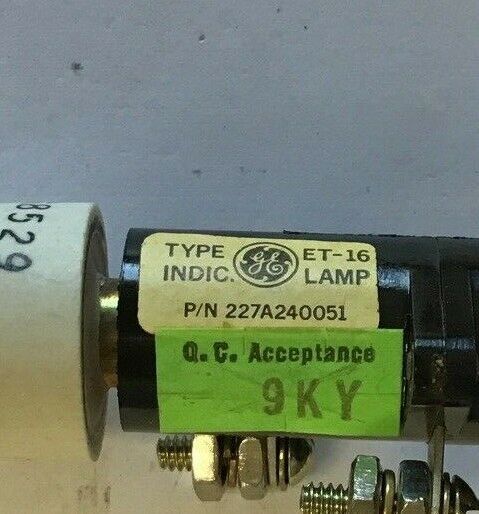 8529
TYPE GE ET-16
INDIC. LAMP
P/N 227A240051
Q.C. Acceptance
9KY